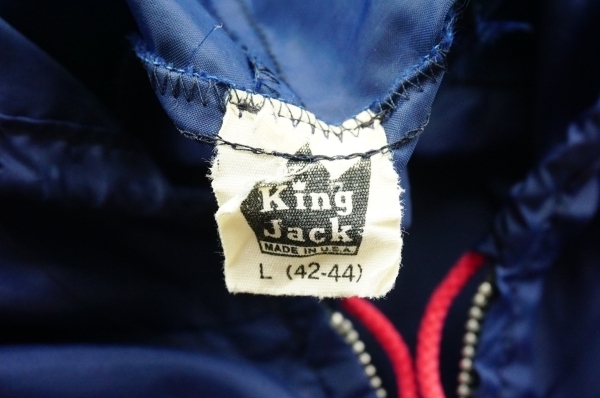 King
Jack
MADE IN U.S.A
L (42-44)